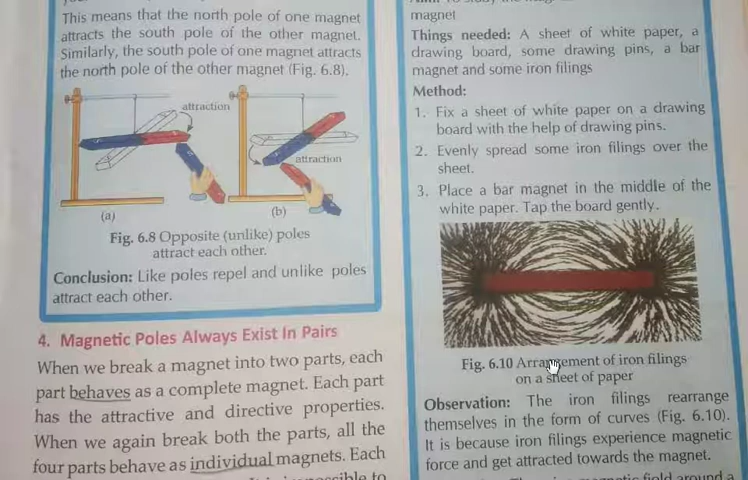 This means that the north pole of one magnet
attracts the south pole of the other magnet.
Similarly, the south pole of one magnet attracts
the north pole of the other magnet (Fig. 6.8).
attraction
attraction
(a)
(b)
Fig. 6.8 Opposite (unlike) poles
attract each other.
Conclusion: Like poles repel and unlike poles
attract each other.
4. Magnetic Poles Always Exist In Pairs
When we break a magnet into two parts, each
part behaves as a complete magnet. Each part
has the attractive and directive properties.
When we again break both the parts, all the
four parts behave as individual magnets. Each
to
magnet
Things needed: A sheet of white paper, a
drawing board, some drawing pins, a bar
magnet and some iron filings
Method:
1. Fix a sheet of white paper on a drawing
board with the help of drawing pins.
2. Evenly spread some iron filings over the
sheet.
3. Place a bar magnet in the middle of the
white paper. Tap the board gently.
Fig. 6.10 Arrangement of iron filings
on a sheet of paper
Observation: The iron filings rearrange
themselves in the form of curves (Fig. 6.10).
It is because iron filings experience magnetic
force and get attracted towards the magnet.
field around a